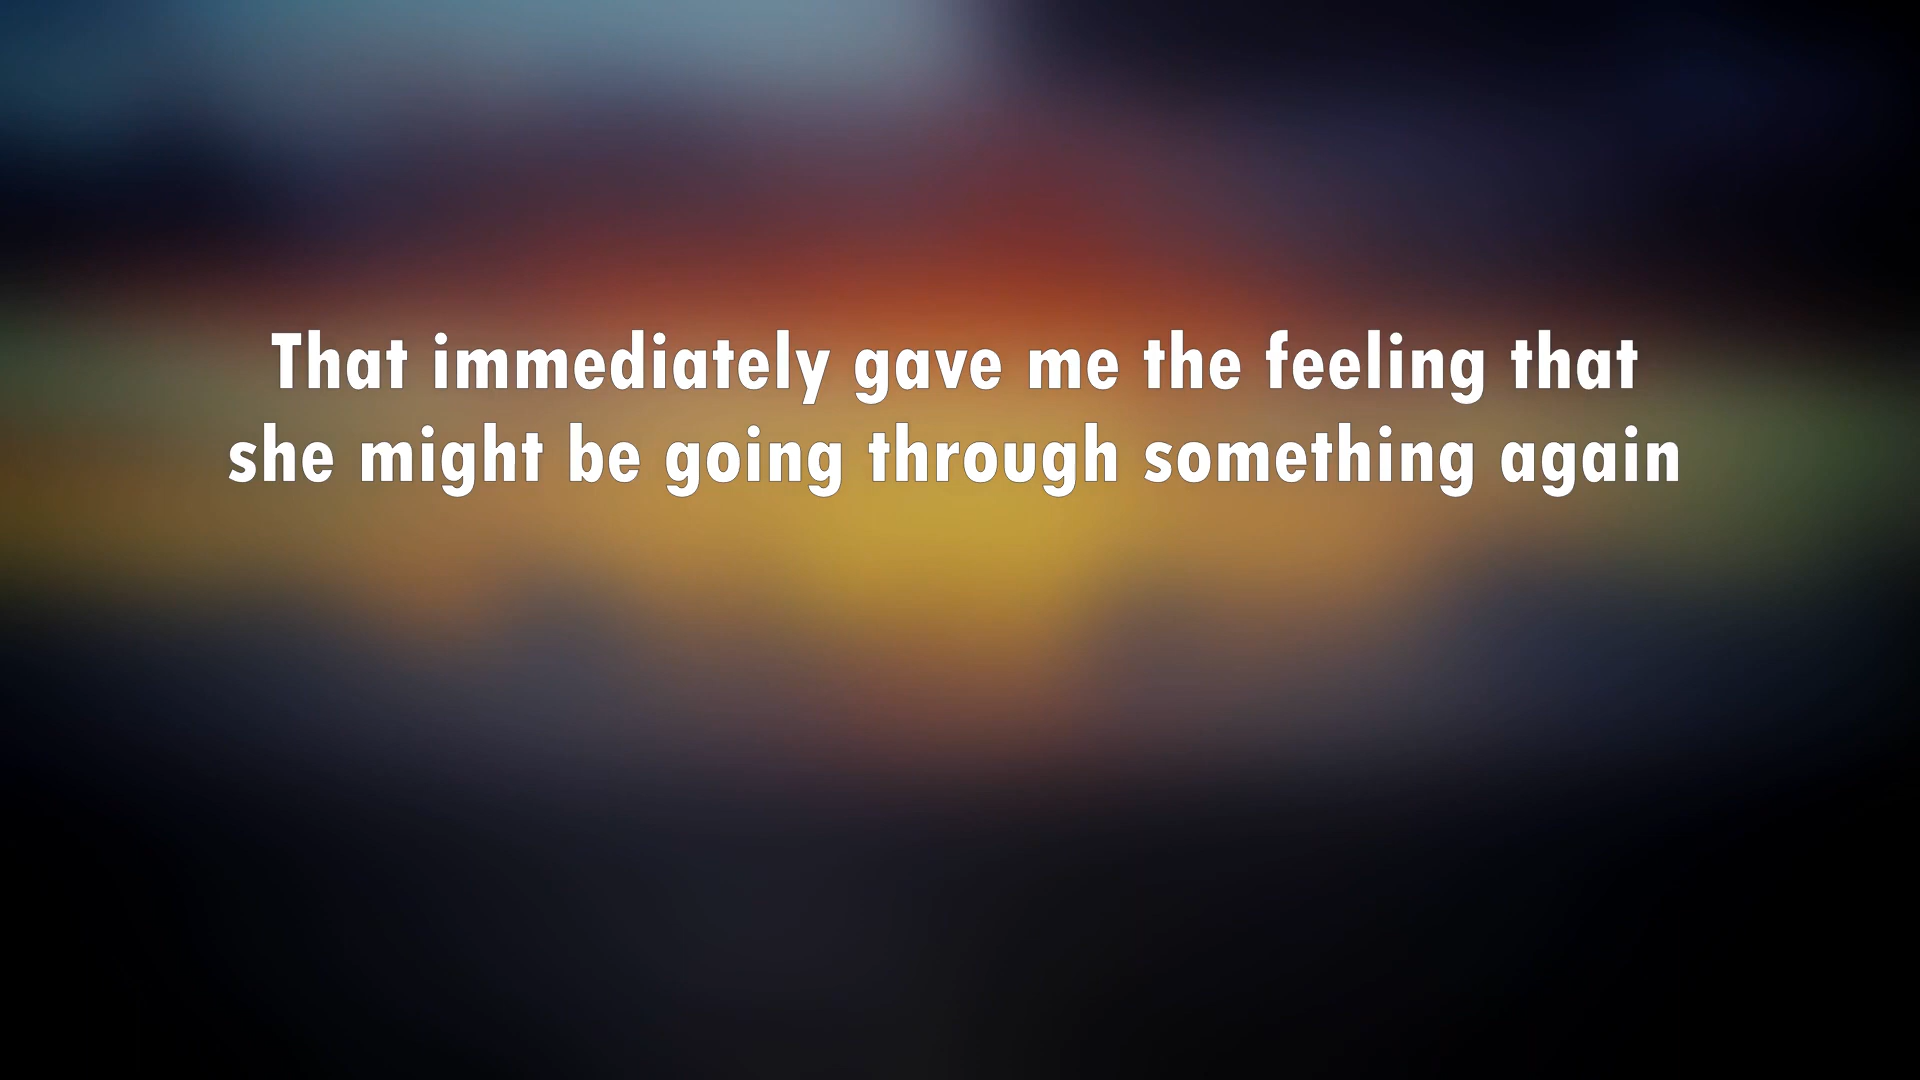 That immediately gave me the feeling that
she might be going through something again